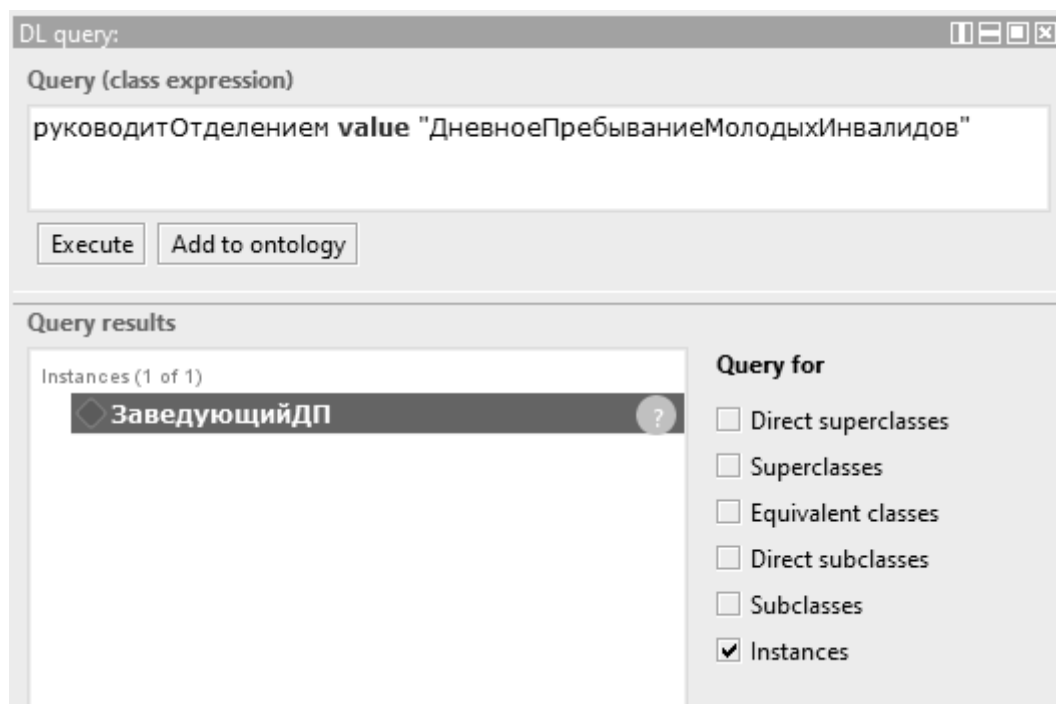 DL query:
Query (class expression)
руководитОтделением value "ДневноеПребываниеМолодыхИнвалидов"
Execute
Add to ontology
Query results
Instances (1 of 1)
ЗаведующийДП
?
Query for
Direct superclasses
Superclasses
Equivalent classes
Direct subclasses
Subclasses
Instances